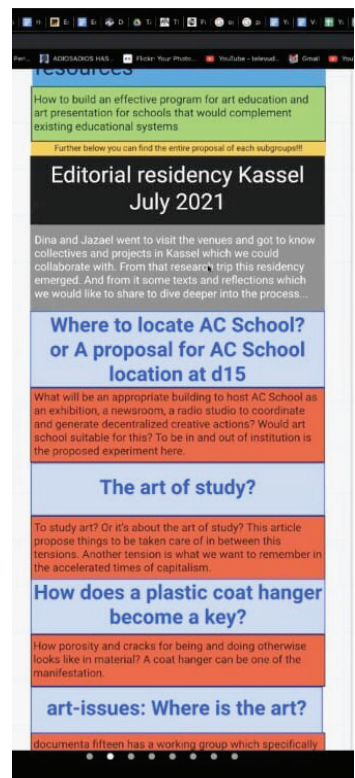 ADIOSADIOS HAS...
Flickr: Your Photo...
YouTube - televud...
Gmail
resources
How to build an effective program for art education and
art presentation for schools that would complement
existing educational systems
Further below you can find the entire proposal of each subgroups!!!
Editorial residency Kassel
July 2021
Dina and Jazael went to visit the venues and got to know
collectives and projects in Kassel which we could
collaborate with. From that research trip this residency
emerged. And from it some texts and reflections which
we would like to share to dive deeper into the process...
Where to locate AC School?
or A proposal for AC School
location at d15
What will be an appropriate building to host AC School as
an exhibition, a newsroom, a radio studio to coordinate
and generate decentralized creative actions? Would art
school suitable for this? To be in and out of institution is
the proposed experiment here.
The art of study?
To study art? Or it's about the art of study? This article
propose things to be taken care of in between this
tensions. Another tension is what we want to remember in
the accelerated times of capitalism.
How does a plastic coat hanger
become a key?
How porosity and cracks for being and doing otherwise
looks like in material? A coat hanger can be one of the
manifestation.
art-issues: Where is the art?
documenta fifteen has a working group which specifically